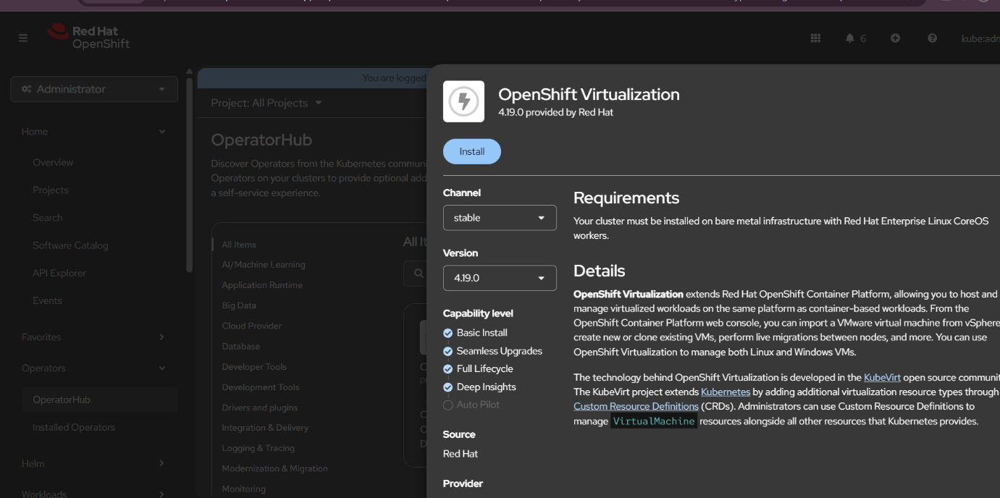 Red Hat
OpenShift
6
kube:adm
Administrator
Home
Overview
Projects
Search
Software Catalog
API Explorer
Events
Favorites
Operators
OperatorHub
Installed Operators
Helm
Workloads
You are logged
Project: All Projects
OperatorHub
Discover Operators from the Kubernetes communi
Operators on your clusters to provide optional add
a self-service experience.
All Items
AI/Machine Learning
Application Runtime
Big Data
Cloud Provider
Database
Developer Tools
Development Tools
Drivers and plugins
Integration & Delivery
Logging & Tracing
Modernization & Migration
Monitoring
All It
OpenShift Virtualization
4.19.0 provided by Red Hat
Install
Channel
stable
Version
4.19.0
Capability level
Basic Install
Seamless Upgrades
Full Lifecycle
Deep Insights
Auto Pilot
Source
Red Hat
Provider
Requirements
Your cluster must be installed on bare metal infrastructure with Red Hat Enterprise Linux CoreOS
workers.
Details
OpenShift Virtualization extends Red Hat OpenShift Container Platform, allowing you to host and
manage virtualized workloads on the same platform as container-based workloads. From the
OpenShift Container Platform web console, you can import a VMware virtual machine from vSphere
create new or clone existing VMs, perform live migrations between nodes, and more. You can use
OpenShift Virtualization to manage both Linux and Windows VMs.
The technology behind OpenShift Virtualization is developed in the KubeVirt open source communit
The KubeVirt project extends Kubernetes by adding additional virtualization resource types through
Custom Resource Definitions (CRDs). Administrators can use Custom Resource Definitions to
manage VirtualMachine resources alongside all other resources that Kubernetes provides.